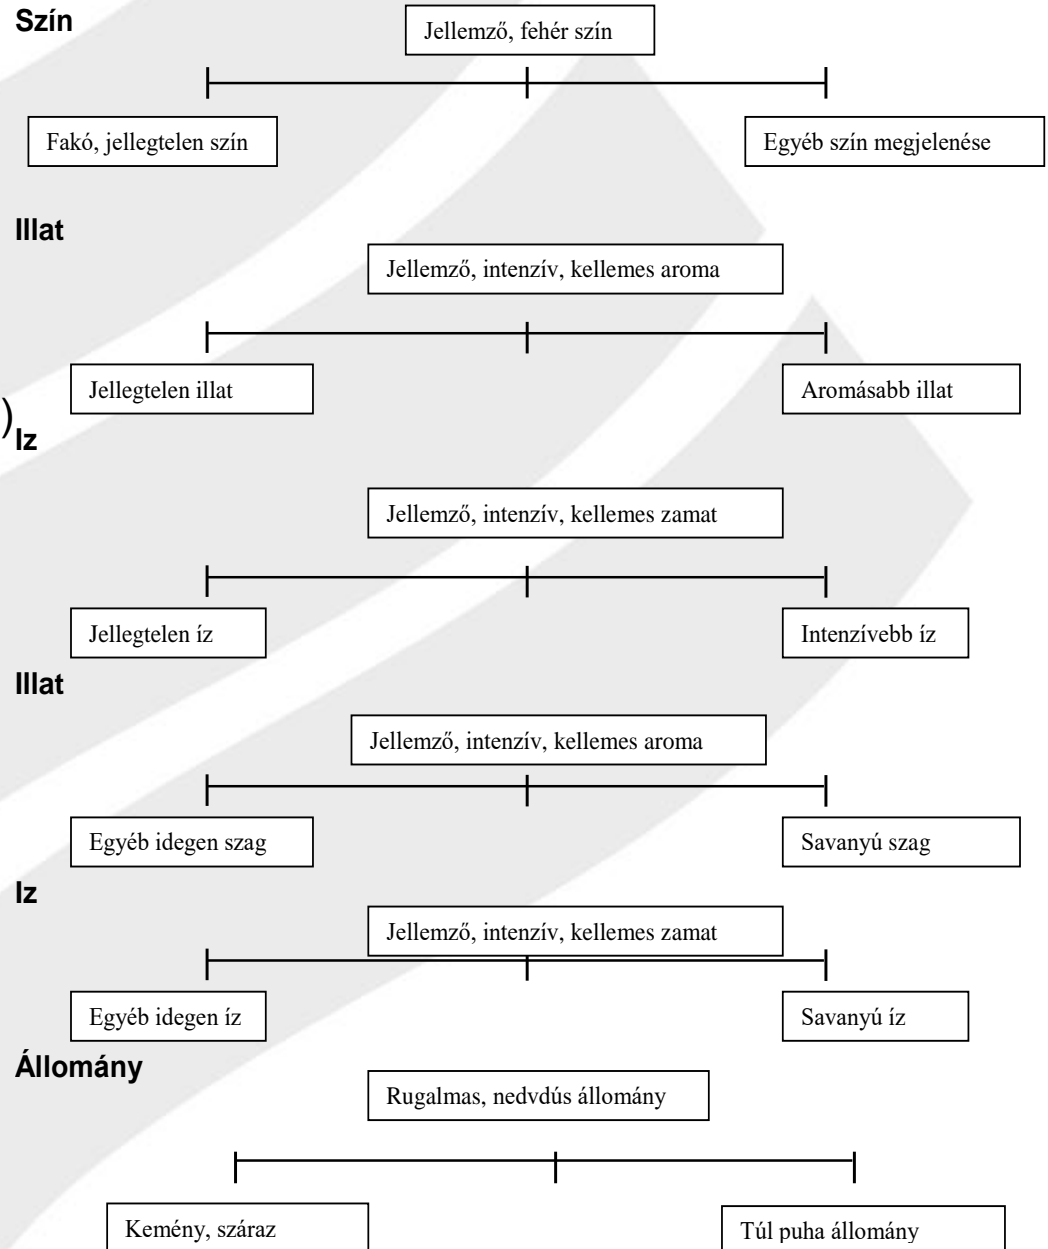 Szín
Jellemző, fehér szín
Fakó, jellegtelen szín
Egyéb szín megjelenése
Illat
Jellemző, intenzív, kellemes aroma
Jellegtelen illat
Aromásabb illat
)
Iz
Jellemző, intenzív, kellemes zamat
Jellegtelen íz
Intenzívebb íz
Illat
Jellemző, intenzív, kellemes aroma
Egyéb idegen szag
Savanyú szag
Iz
Jellemző, intenzív, kellemes zamat
Egyéb idegen íz
Savanyú íz
Állomány
Rugalmas, nedvdús állomány
Kemény, száraz
Túl puha állomány